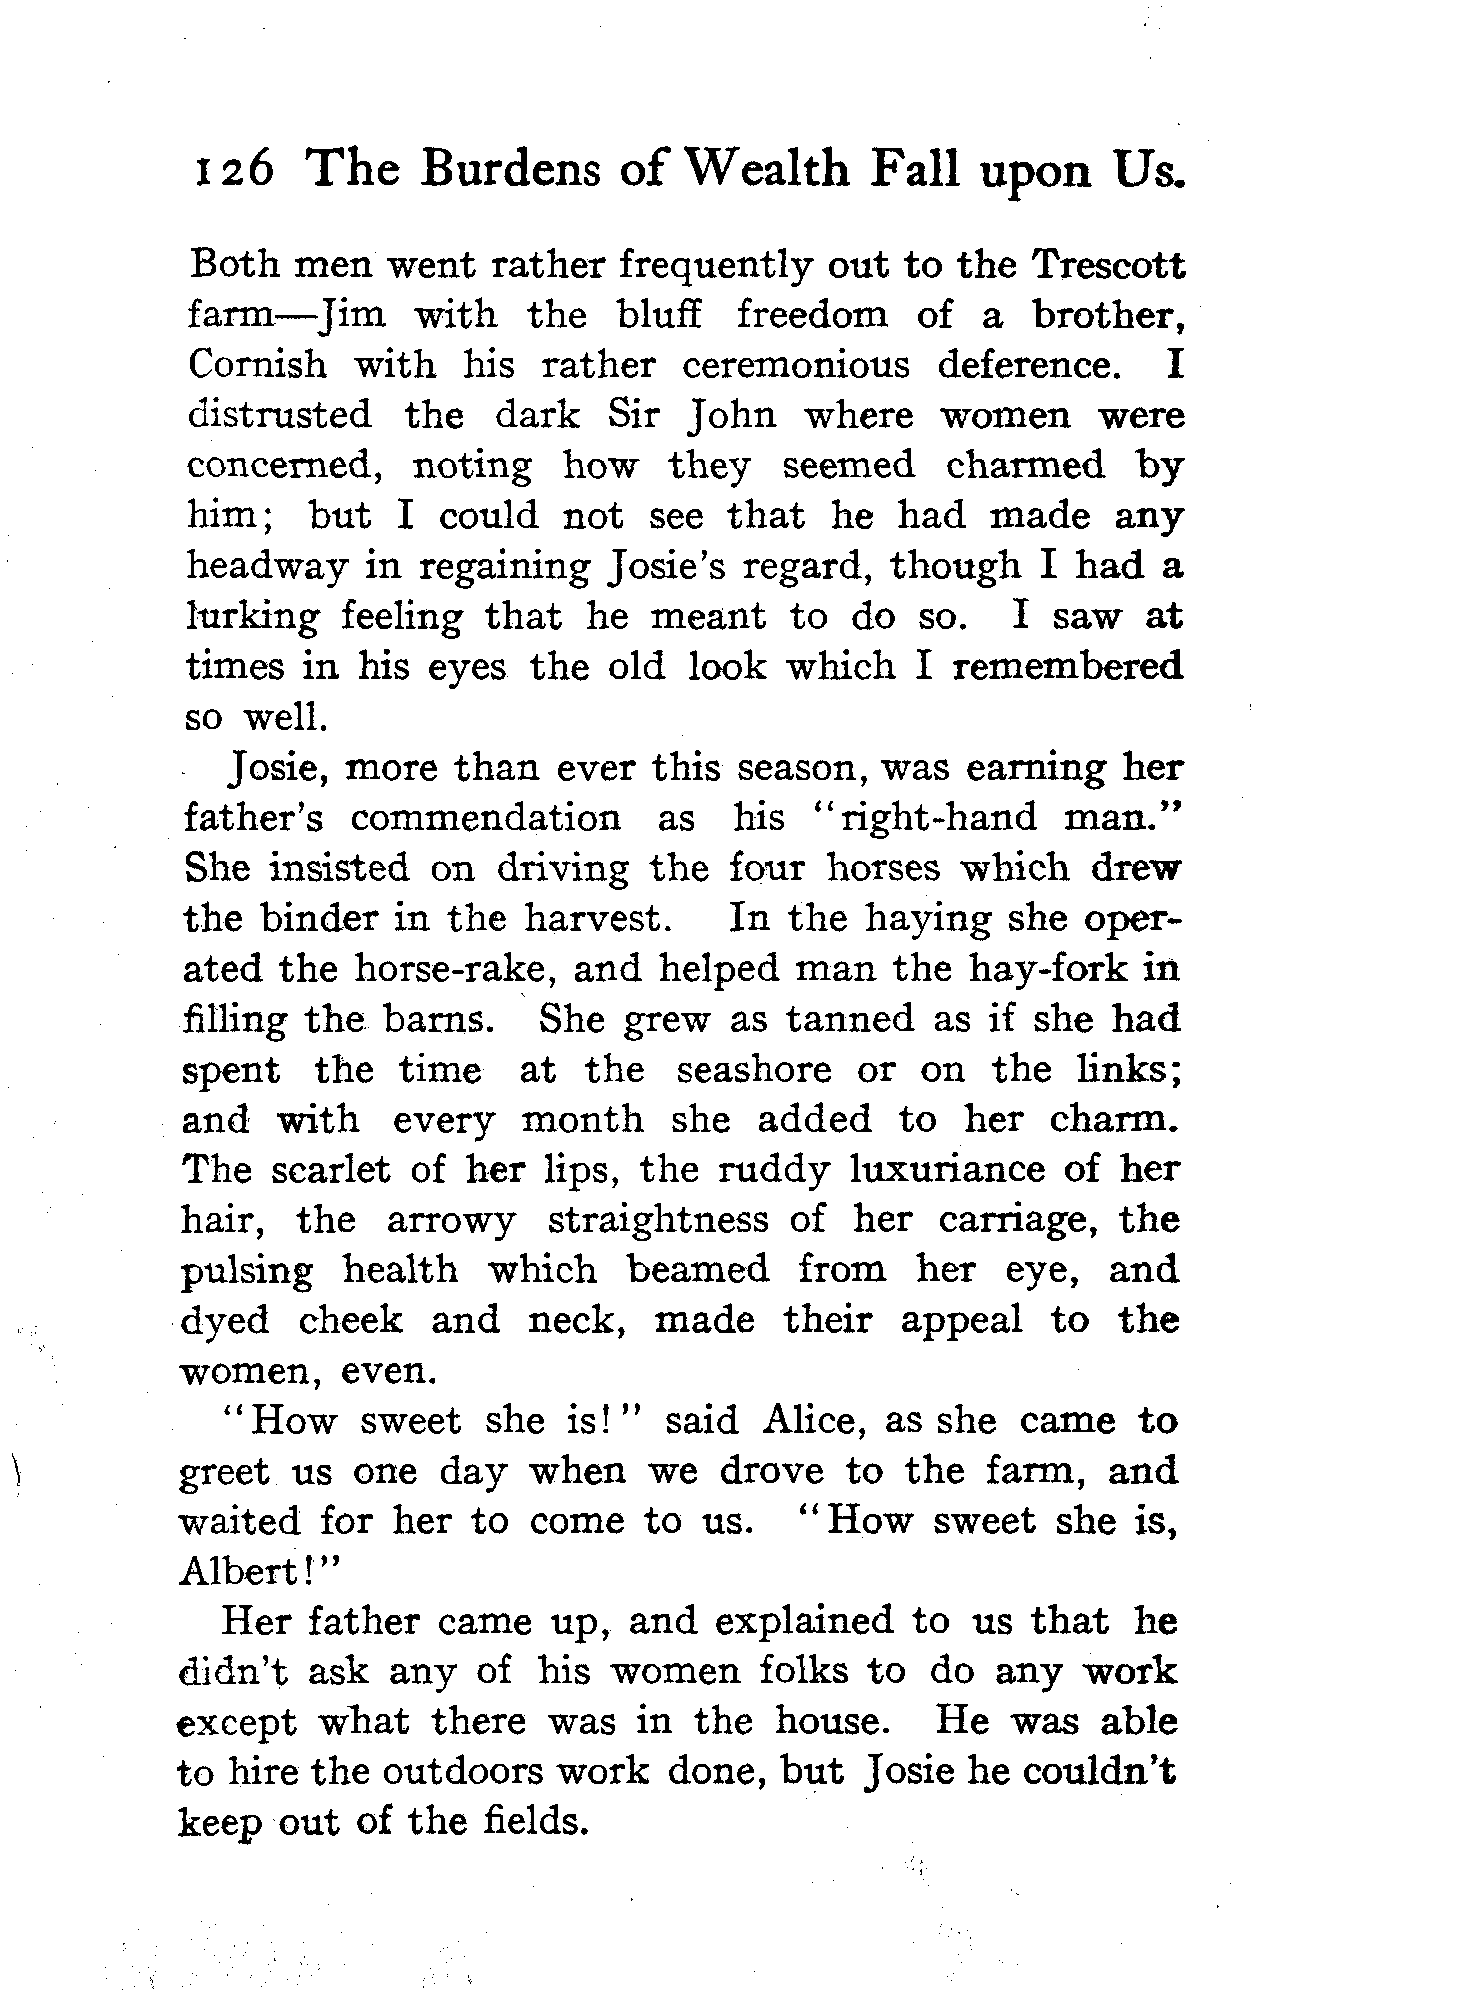 126 The Burdens of Wealth Fall upon Us.
Both men went rather frequently out to the Trescott
farm—Jim with the bluff freedom of a brother,
Cornish with his rather ceremonious deference. I
distrusted the dark Sir John where women were
concerned, noting how they seemed charmed by
him; but I could not see that he had made any
headway in regaining Josie's regard, though I had a
lurking feeling that he meant to do so. I saw at
times in his eyes the old look which I remembered
so well.
Josie, more than ever this season, was earning her
father's commendation as his "right-hand man."
She insisted on driving the four horses which drew
the binder in the harvest. In the haying she oper-
ated the horse-rake, and helped man the hay-fork in
filling the barns. She grew as tanned as if she had
spent the time at the seashore or on the links;
and with every month she added to her charm.
The scarlet of her lips, the ruddy luxuriance of her
hair, the arrowy straightness of her carriage, the
pulsing health which beamed from her eye, and
dyed cheek and neck, made their appeal to the
women, even.
"How sweet she is!" said Alice, as she came to
greet us one day when we drove to the farm, and
waited for her to come to us. "How sweet she is,
Albert!"
Her father came up, and explained to us that he
didn't ask any of his women folks to do any work
except what there was in the house. He was able
to hire the outdoors work done, but Josie he couldn't
keep out of the fields.